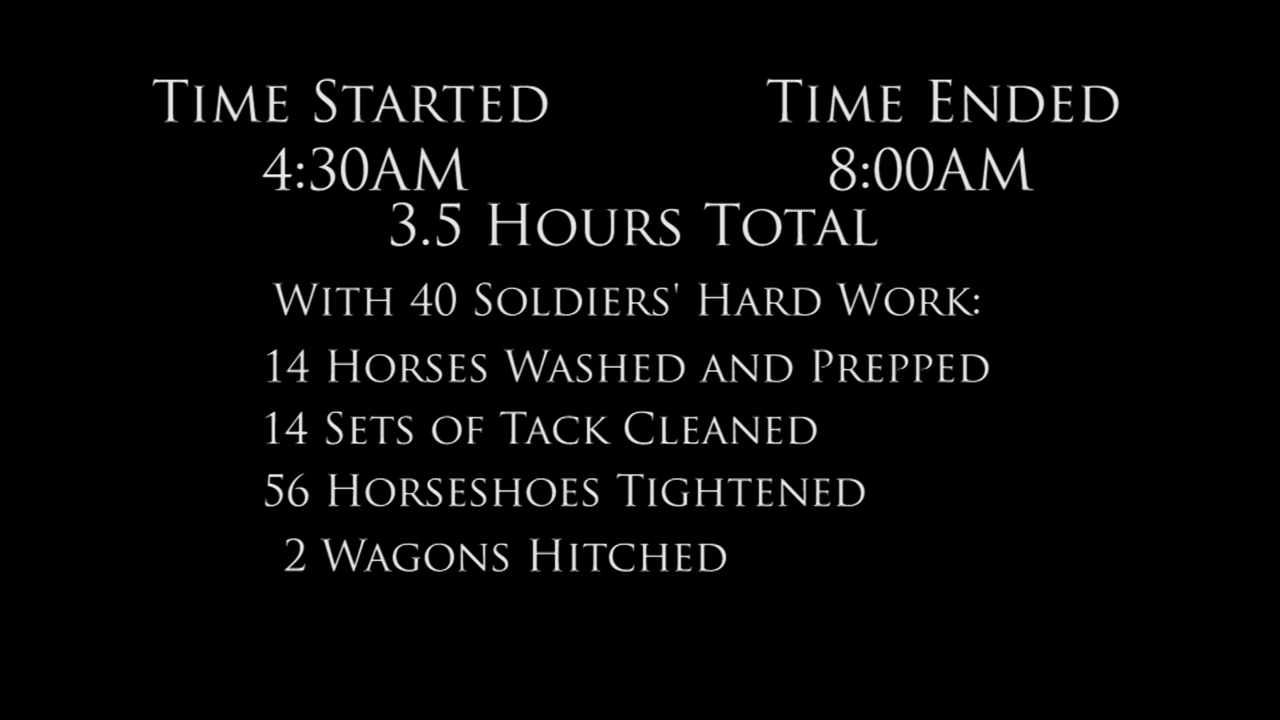 Time Started
Time Ended
4:30AM
8:00AM
3.5 Hours Total
With 40 Soldiers' Hard Work:
14 Horses Washed and Prepped
14 Sets of Tack Cleaned
56 Horseshoes Tightened
2 Wagons Hitched